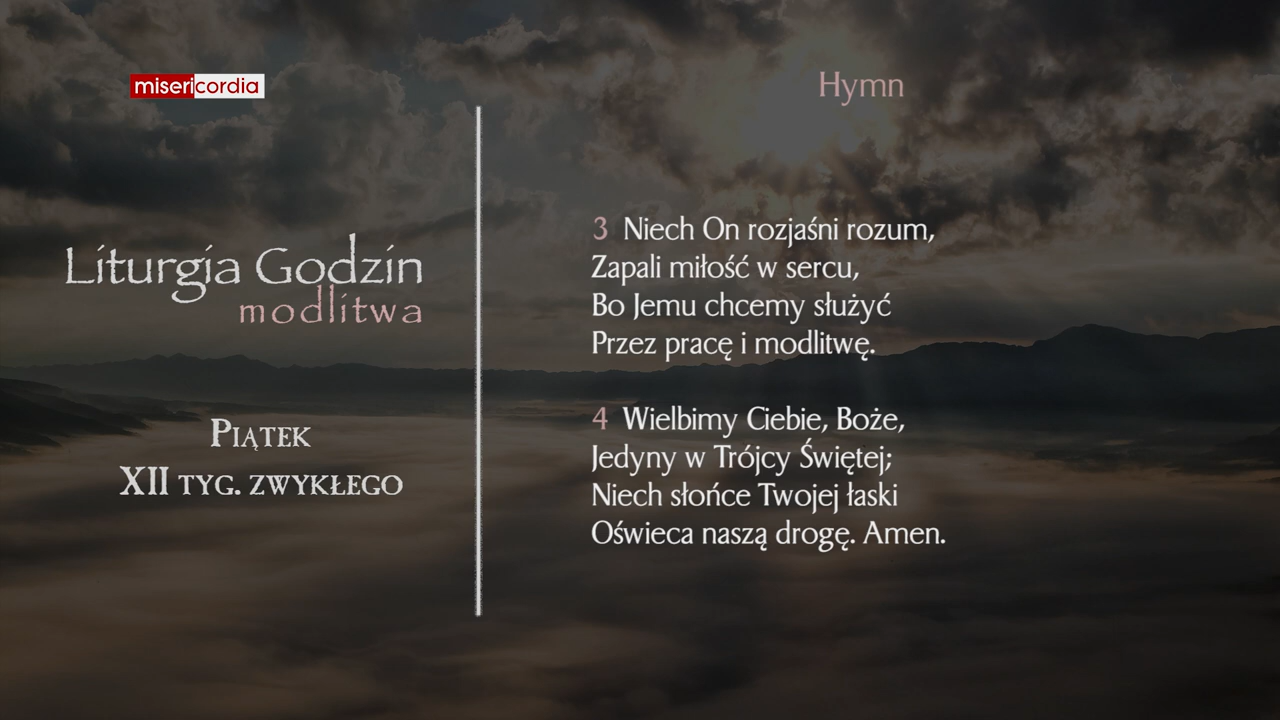 misericordia
Liturgia Godzin
modlitwa
Piątek
XII tyg. zwykłego
Hymn
3 Niech On rozjaśni rozum,
Zapali miłość w sercu,
Bo Jemu chcemy służyć
Przez pracę i modlitwę.
4 Wielbimy Ciebie, Boże,
Jedyny w Trójcy Świętej;
Niech słońce Twojej łaski
Oświeca naszą drogę. Amen.